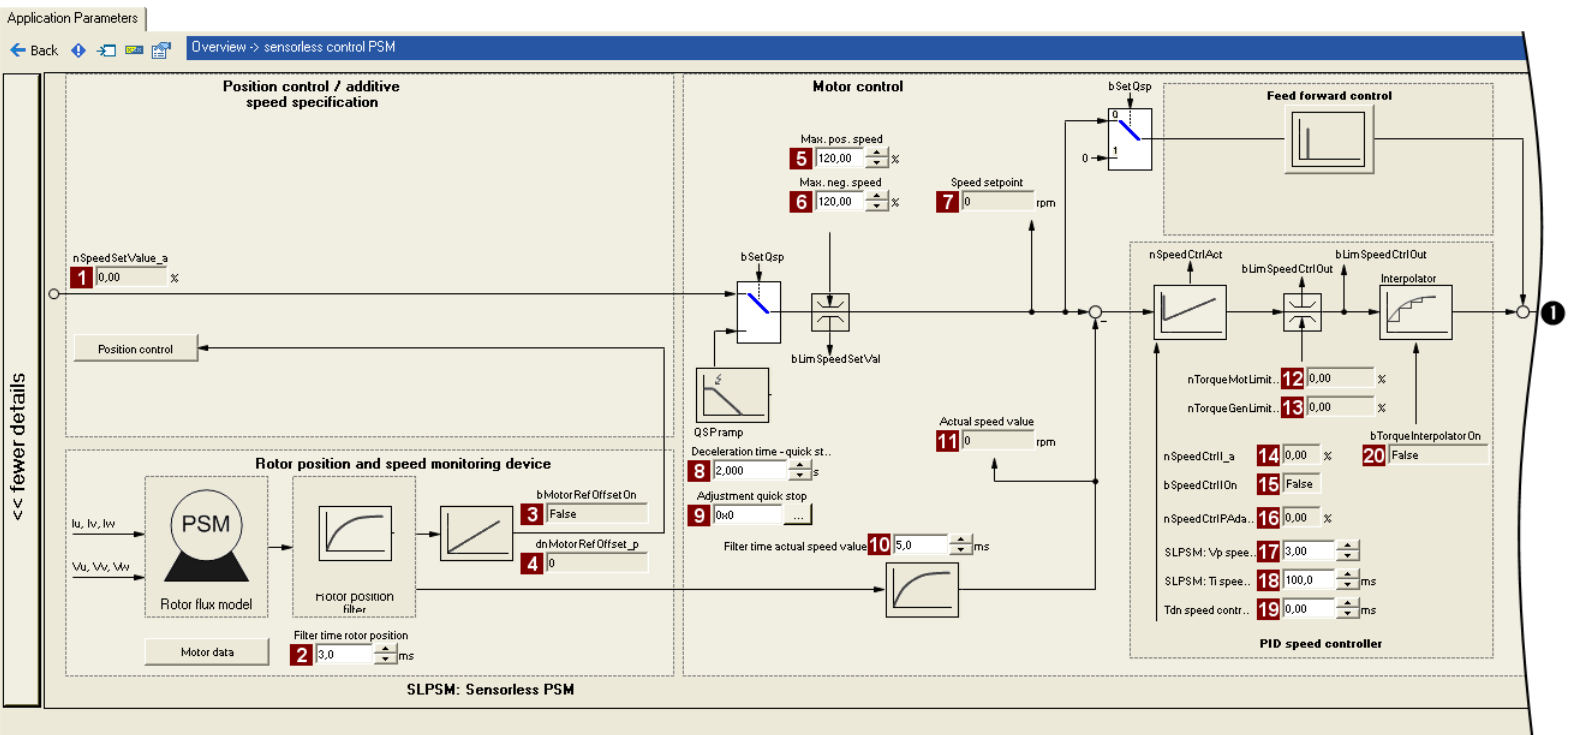 Application Parameters
Back
Overview -> sensorless control PSM
<< fewer details
Position control / additive
speed specification
nSpeedSetValue_a
1 0,00 %
Position control
Rotor position and speed monitoring device
Iu, Iv, Iw
Vu, Vv, Vw
PSM
Rotor flux model
Rotor position
filter
bMotorRefOffsetOn
3 False
dnMotorRefOffset_p
4 0
Motor data
Filter time rotor position
2 3,0 ms
SLPSM: Sensorless PSM
Motor control
Max. pos. speed
5 120,00 %
Max. neg. speed
6 120,00 %
Speed setpoint
7 0 rpm
bSetQsp
bLimSpeedSetVal
QSP ramp
Deceleration time - quick st..
8 2,000 s
Adjustment quick stop
9 0x0 ...
Filter time actual speed value 10 5,0 ms
Actual speed value
11 0 rpm
bSetQsp
0
0 1
Feed forward control
nSpeedCtrlAct
bLimSpeedCtrlOut
bLimSpeedCtrlOut
Interpolator
-
nTorqueMotLimit.. 12 0,00 %
nTorqueGenLimit.. 13 0,00 %
bTorqueInterpolatorOn
20 False
nSpeedCtrlI_a 14 0,00 %
bSpeedCtrlIOn 15 False
nSpeedCtrlPAda.. 16 0,00 %
SLPSM: Vp spee.. 17 3,00
SLPSM: Ti spee.. 18 100,0 ms
Tdn speed contr.. 19 0,00 ms
PID speed controller
❶